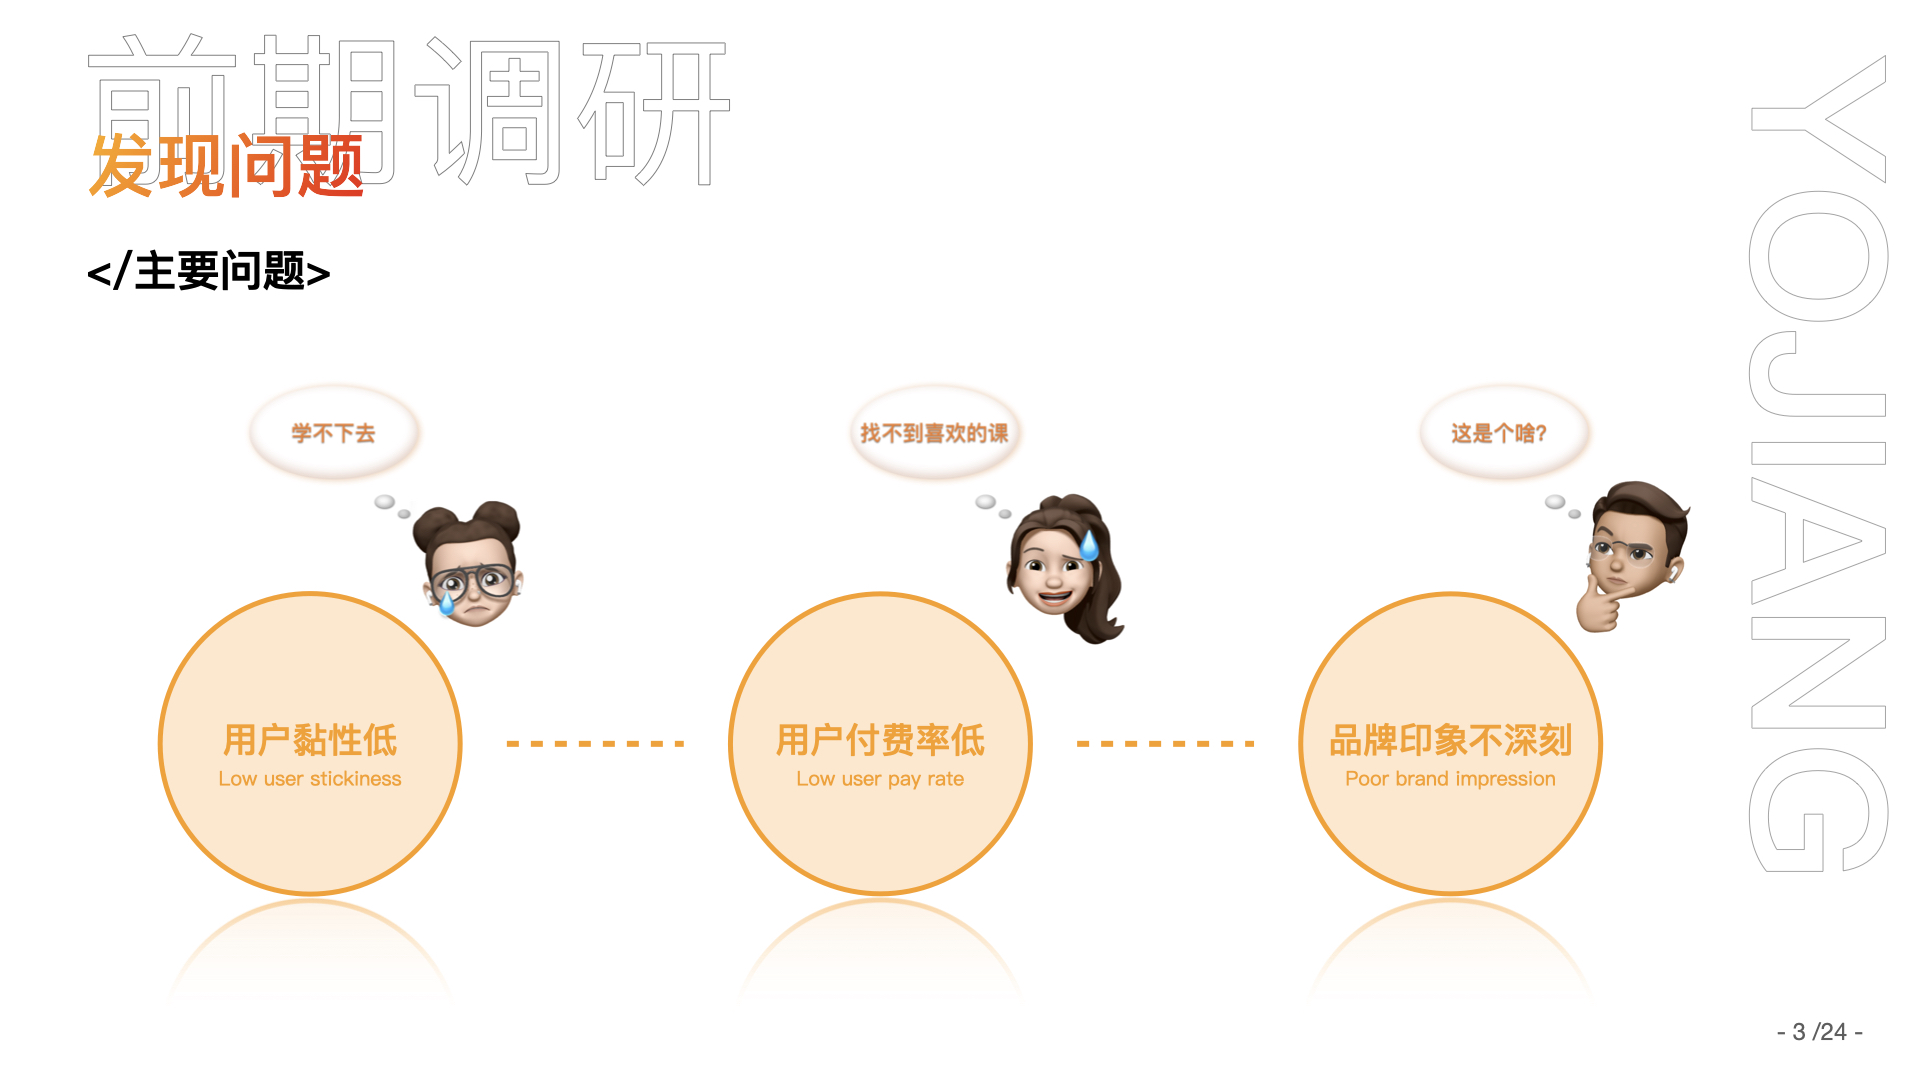 前期调研
发现问题
</主要问题>
学不下去
找不到喜欢的课
这是个啥?
用户黏性低
Low user stickiness
用户付费率低
Low user pay rate
品牌印象不深刻
Poor brand impression
YOJIANG
- 3 /24 -